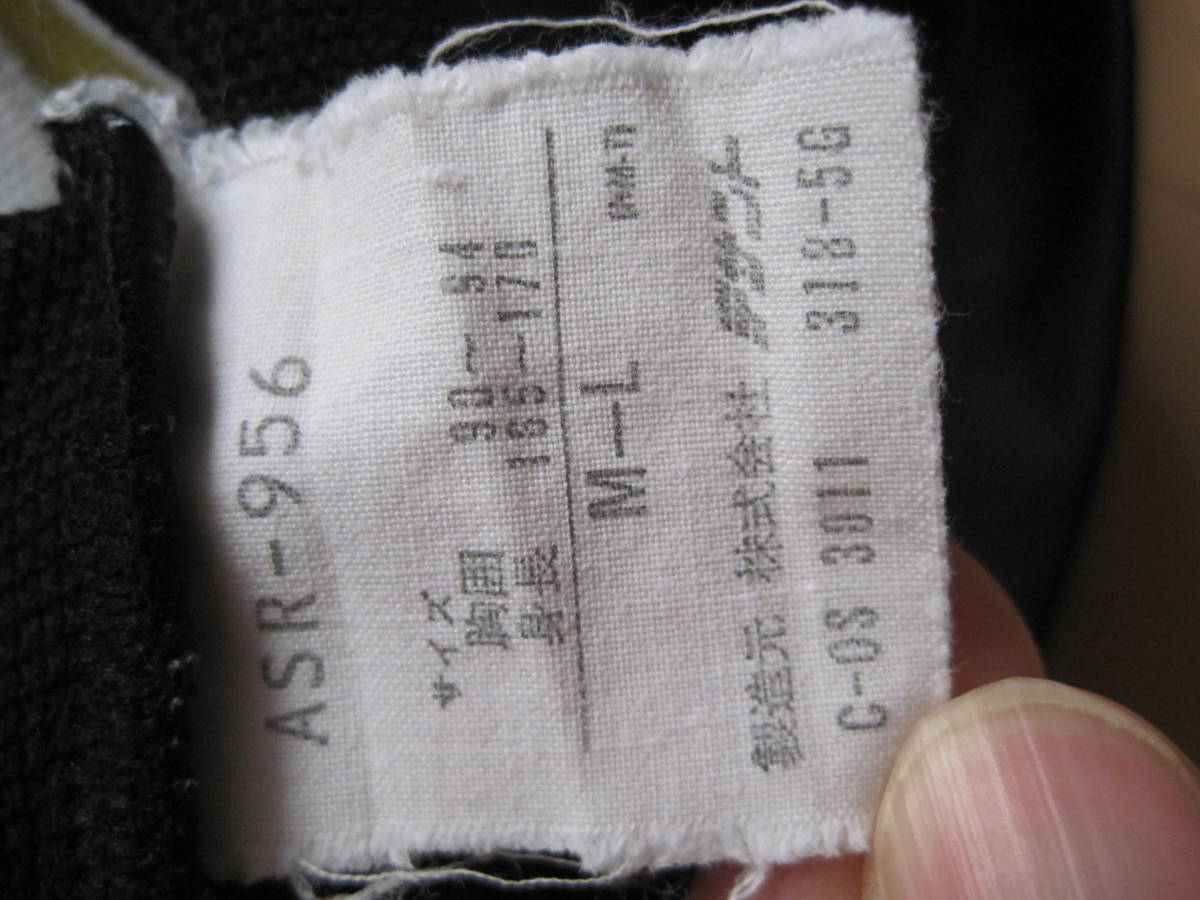 ASR-956
サイズ
胸囲 90~ 84
身長 165-170
M-L
製造元 株式会社 デサント
C-OS 3011 318-5G